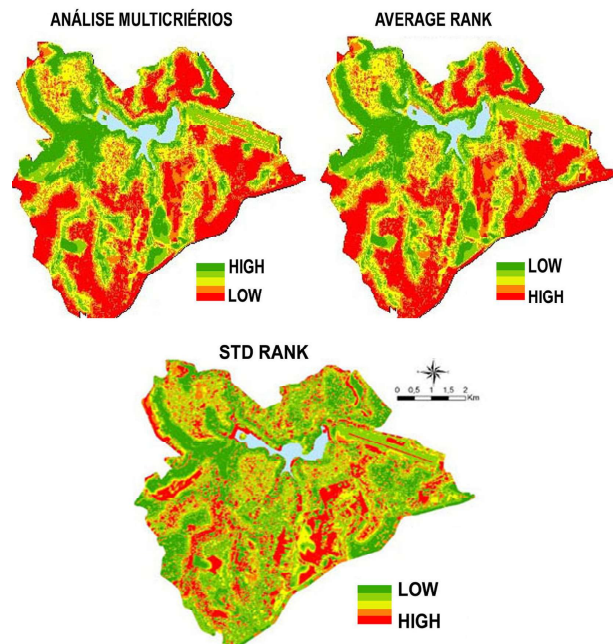 ANÁLISE MULTICRIÉRIOS
AVERAGE RANK
HIGH
LOW
LOW
HIGH
STD RANK
0 0,5 1 1,5 2
Km
LOW
HIGH